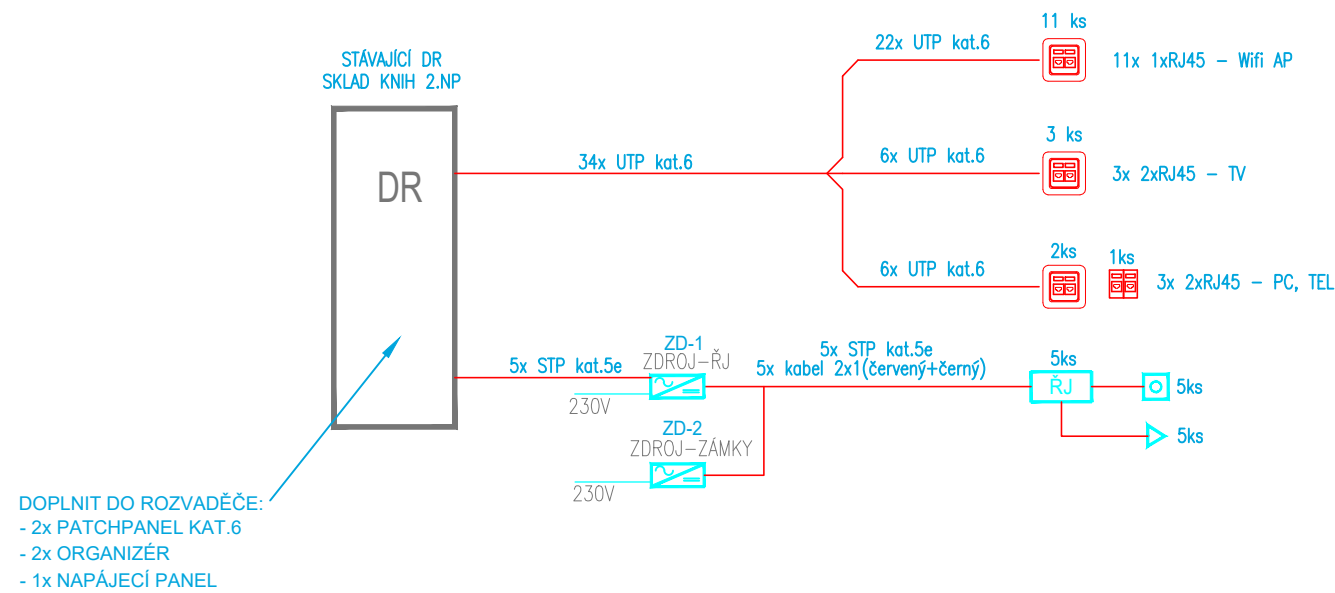 STÁVAJÍCÍ DR
SKLAD KNIH 2.NP
DR
34x UTP kat.6
22x UTP kat.6
11 ks
11x 1xRJ45 – Wifi AP
6x UTP kat.6
3 ks
3x 2xRJ45 – TV
6x UTP kat.6
2ks
1ks
3x 2xRJ45 – PC, TEL
5x STP kat.5e
ZD-1
ZDROJ–ŘJ
230V
5x STP kat.5e
5x kabel 2x1(červený+černý)
5ks
ŘJ
5ks
5ks
ZD-2
ZDROJ–ZÁMKY
230V
DOPLNIT DO ROZVADĚČE:
- 2x PATCHPANEL KAT.6
- 2x ORGANIZÉR
- 1x NAPÁJECÍ PANEL